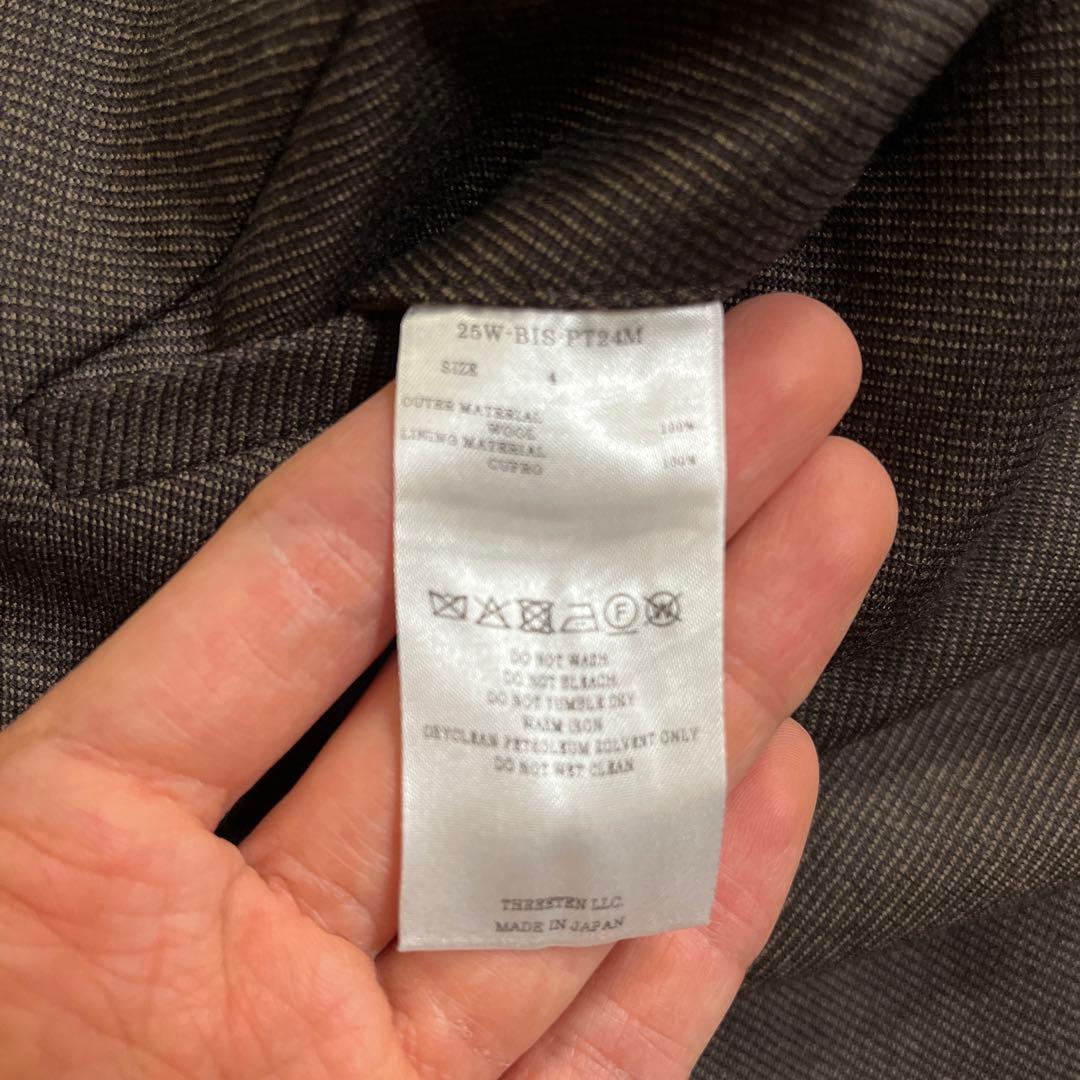 25W-BIS-PT24M
SIZE 4
OUTER MATERIAL
WOOL 100%
LINING MATERIAL
CUPRO 100%
F W
DO NOT WASH
DO NOT BLEACH
DO NOT TUMBLE DRY
WARM IRON
DRYCLEAN PETROLEUM SOLVENT ONLY
DO NOT WET CLEAN
THREETEN LLC.
MADE IN JAPAN